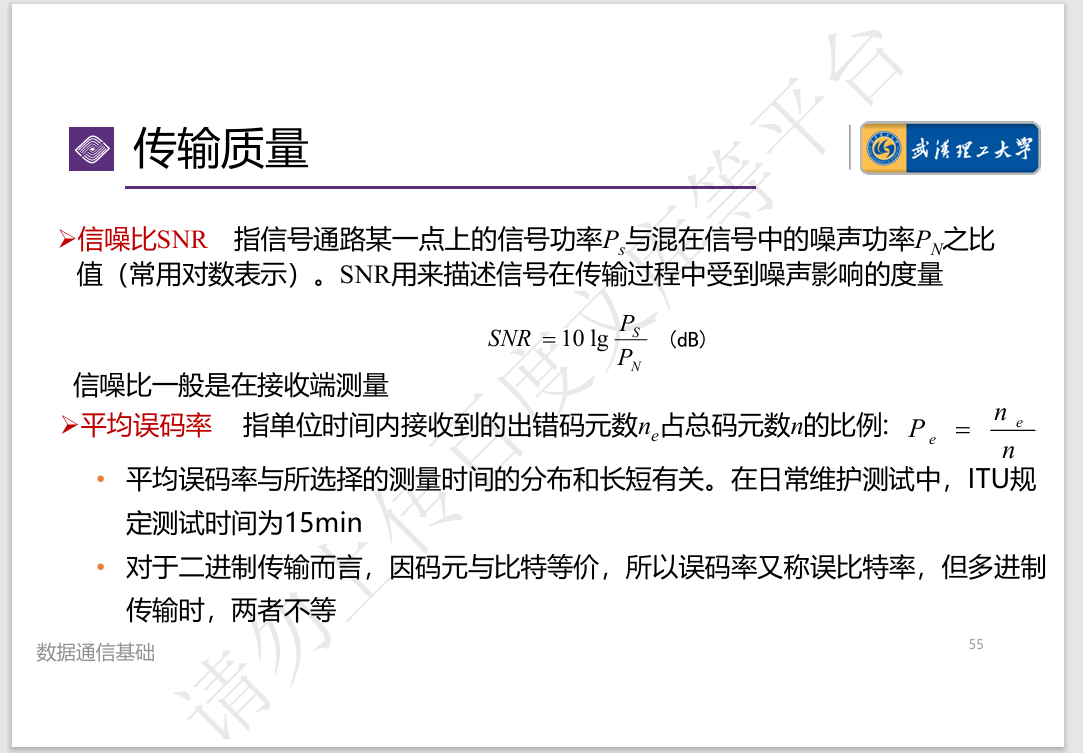 传输质量
武汉理工大学
➢信噪比SNR 指信号通路某一点上的信号功率Ps与混在信号中的噪声功率PN之比
值（常用对数表示）。SNR用来描述信号在传输过程中受到噪声影响的度量
SNR = 10 lg PS / PN （dB）
信噪比一般是在接收端测量
➢平均误码率 指单位时间内接收到的出错码元数ne占总码元数n的比例: Pe = ne / n
• 平均误码率与所选择的测量时间的分布和长短有关。在日常维护测试中，ITU规
定测试时间为15min
• 对于二进制传输而言，因码元与比特等价，所以误码率又称误比特率，但多进制
传输时，两者不等
数据通信基础
55
请勿上传百度文库等平台